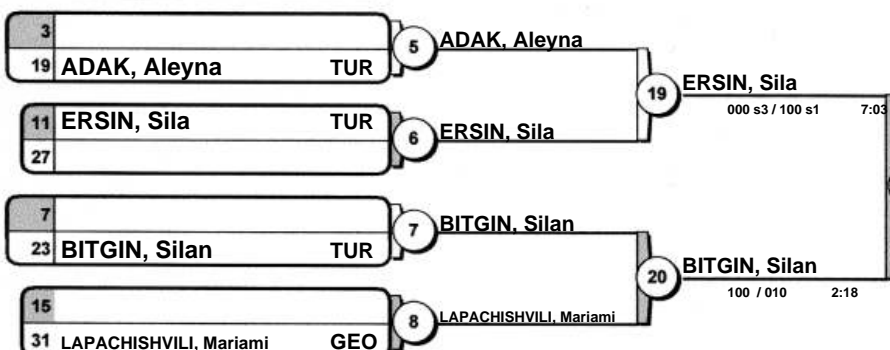 3
19 ADAK, Aleyna TUR
5
ADAK, Aleyna
11 ERSIN, Sila TUR
27
6
ERSIN, Sila
19
ERSIN, Sila
000 s3 / 100 s1 7:03
7
23 BITGIN, Silan TUR
7
BITGIN, Silan
15
31 LAPACHISHVILI, Mariami GEO
8
LAPACHISHVILI, Mariami
20
BITGIN, Silan
100 / 010 2:18